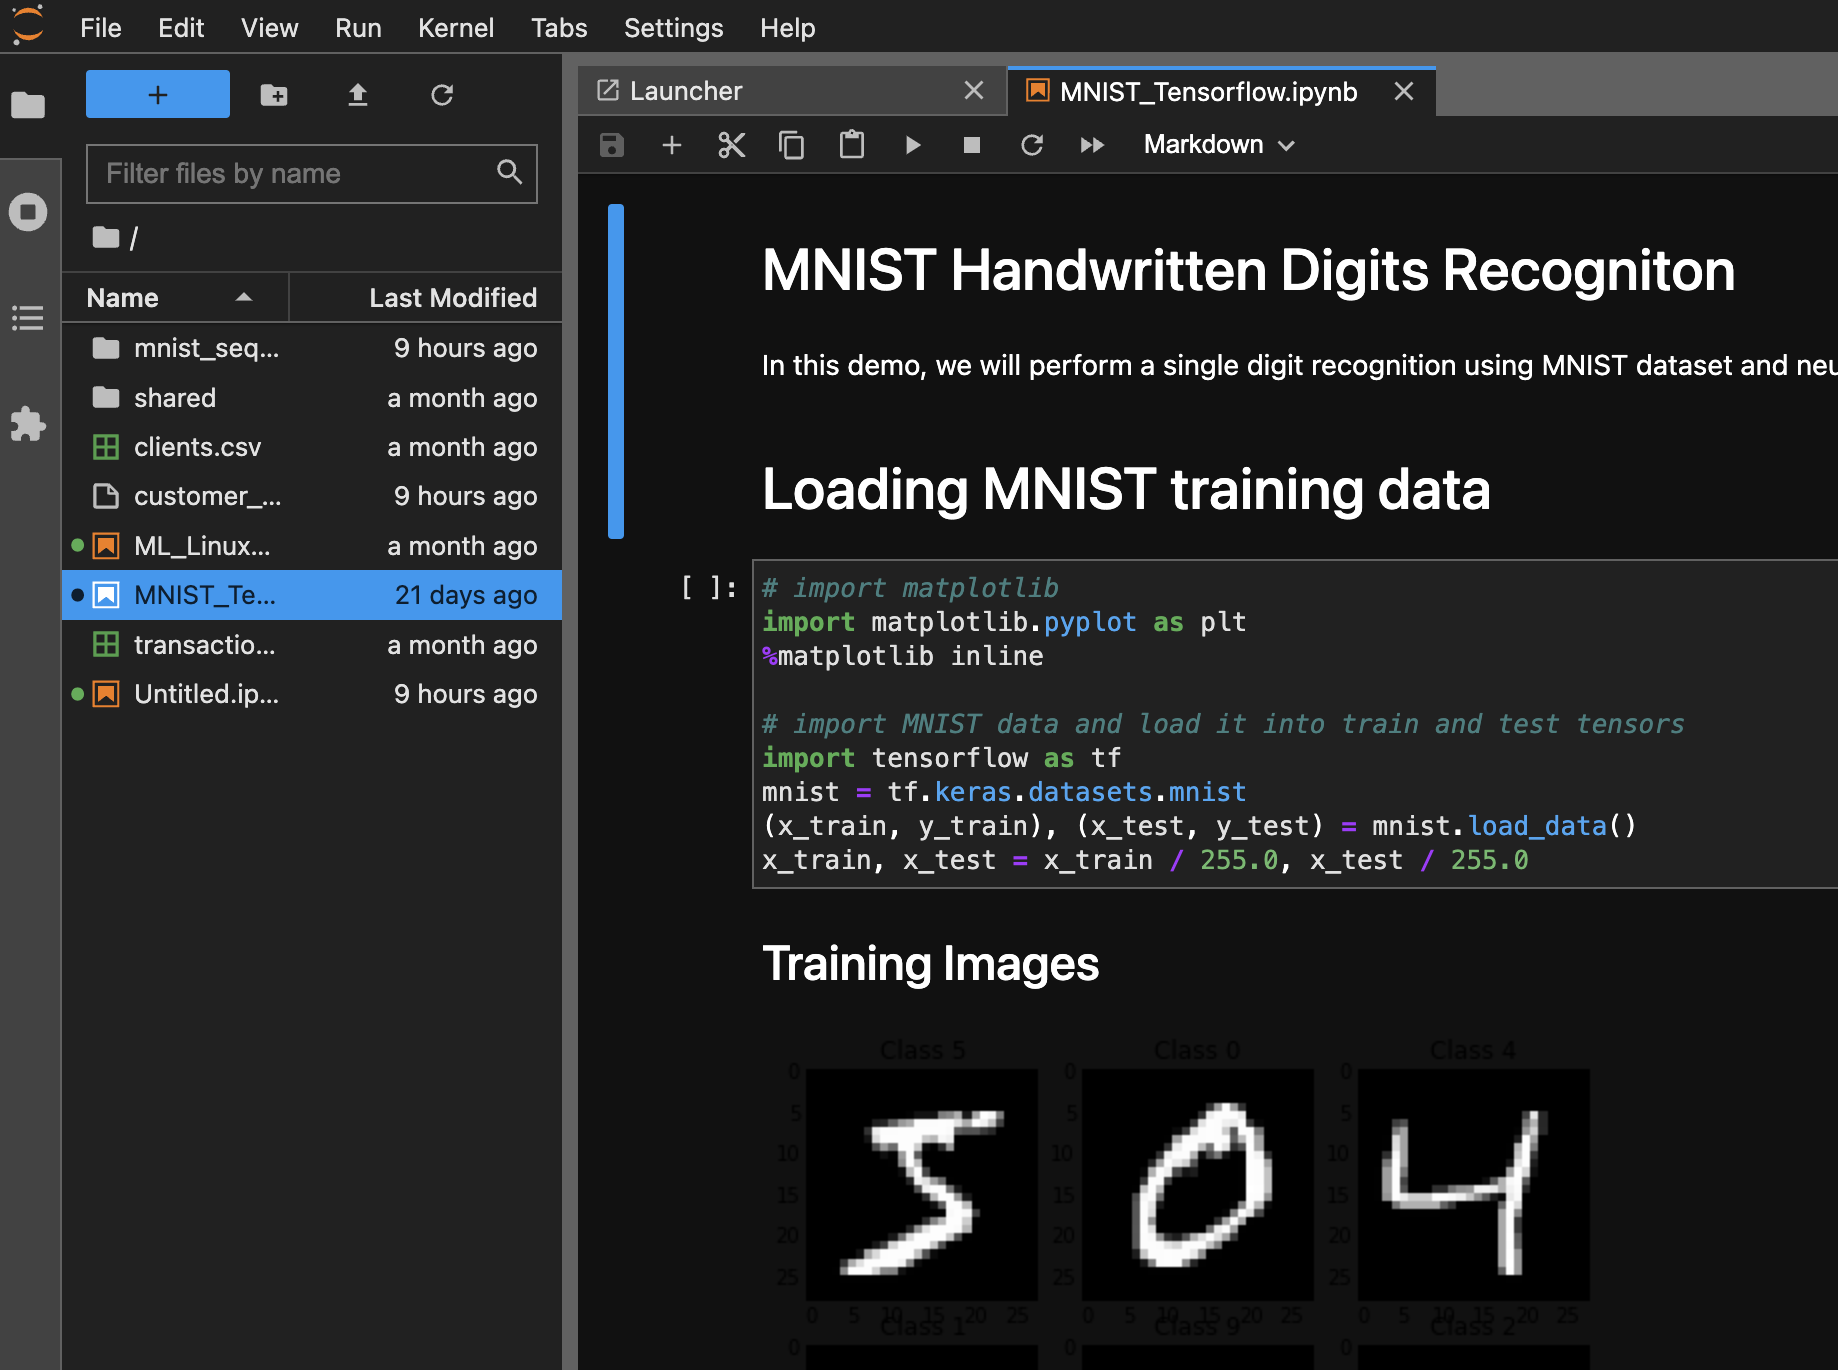 File Edit View Run Kernel Tabs Settings Help
Launcher
MNIST_Tensorflow.ipynb
Markdown
Filter files by name
/
Name Last Modified
mnist_seq... 9 hours ago
shared a month ago
clients.csv a month ago
customer_... 9 hours ago
ML_Linux... a month ago
MNIST_Te... 21 days ago
transactio... a month ago
Untitled.ip... 9 hours ago
MNIST Handwritten Digits Recogniton
In this demo, we will perform a single digit recognition using MNIST dataset and neu
Loading MNIST training data
[ ]:
# import matplotlib
import matplotlib.pyplot as plt
%matplotlib inline
# import MNIST data and load it into train and test tensors
import tensorflow as tf
mnist = tf.keras.datasets.mnist
(x_train, y_train), (x_test, y_test) = mnist.load_data()
x_train, x_test = x_train / 255.0, x_test / 255.0
Training Images
Class 5 Class 0 Class 4
0 0 0
5 5 5
10 10 10
15 15 15
20 20 20
25 25 25
0 5 10 15 20 25 0 5 10 15 20 25 0 5 10 15 20 25
Class 1 Class 9 Class 2
0 0 0